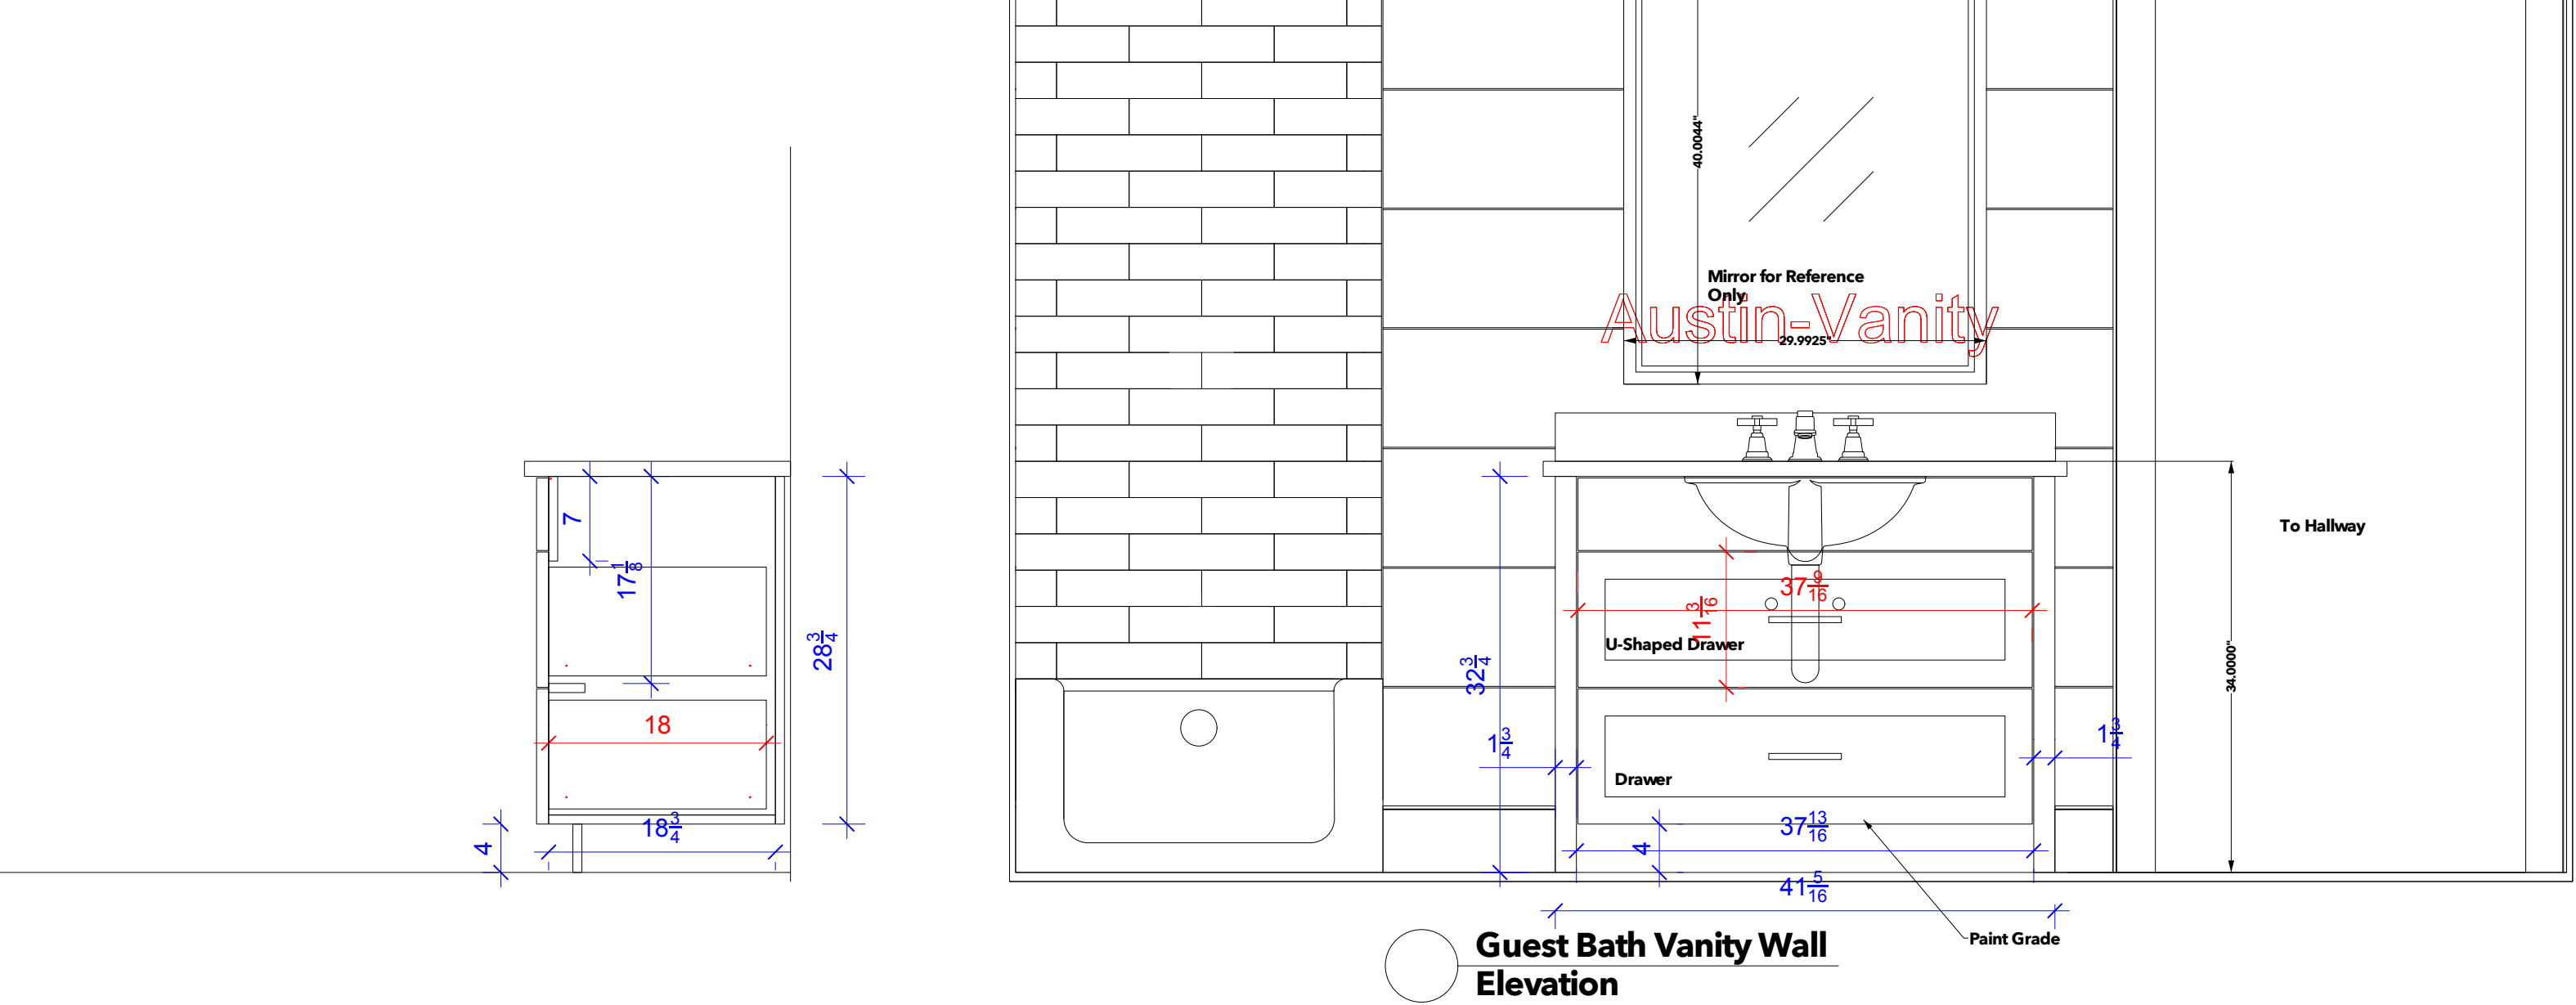 40.0044"
Mirror for Reference
Only
Austin-Vanity
29.9925"
7
17 1/8
28 3/4
18
18 3/4
4
To Hallway
37 9/16
11 3/16
U-Shaped Drawer
32 3/4
34.0000"
1 3/4
1 3/4
Drawer
37 13/16
4
41 5/16
Paint Grade
Guest Bath Vanity Wall
Elevation